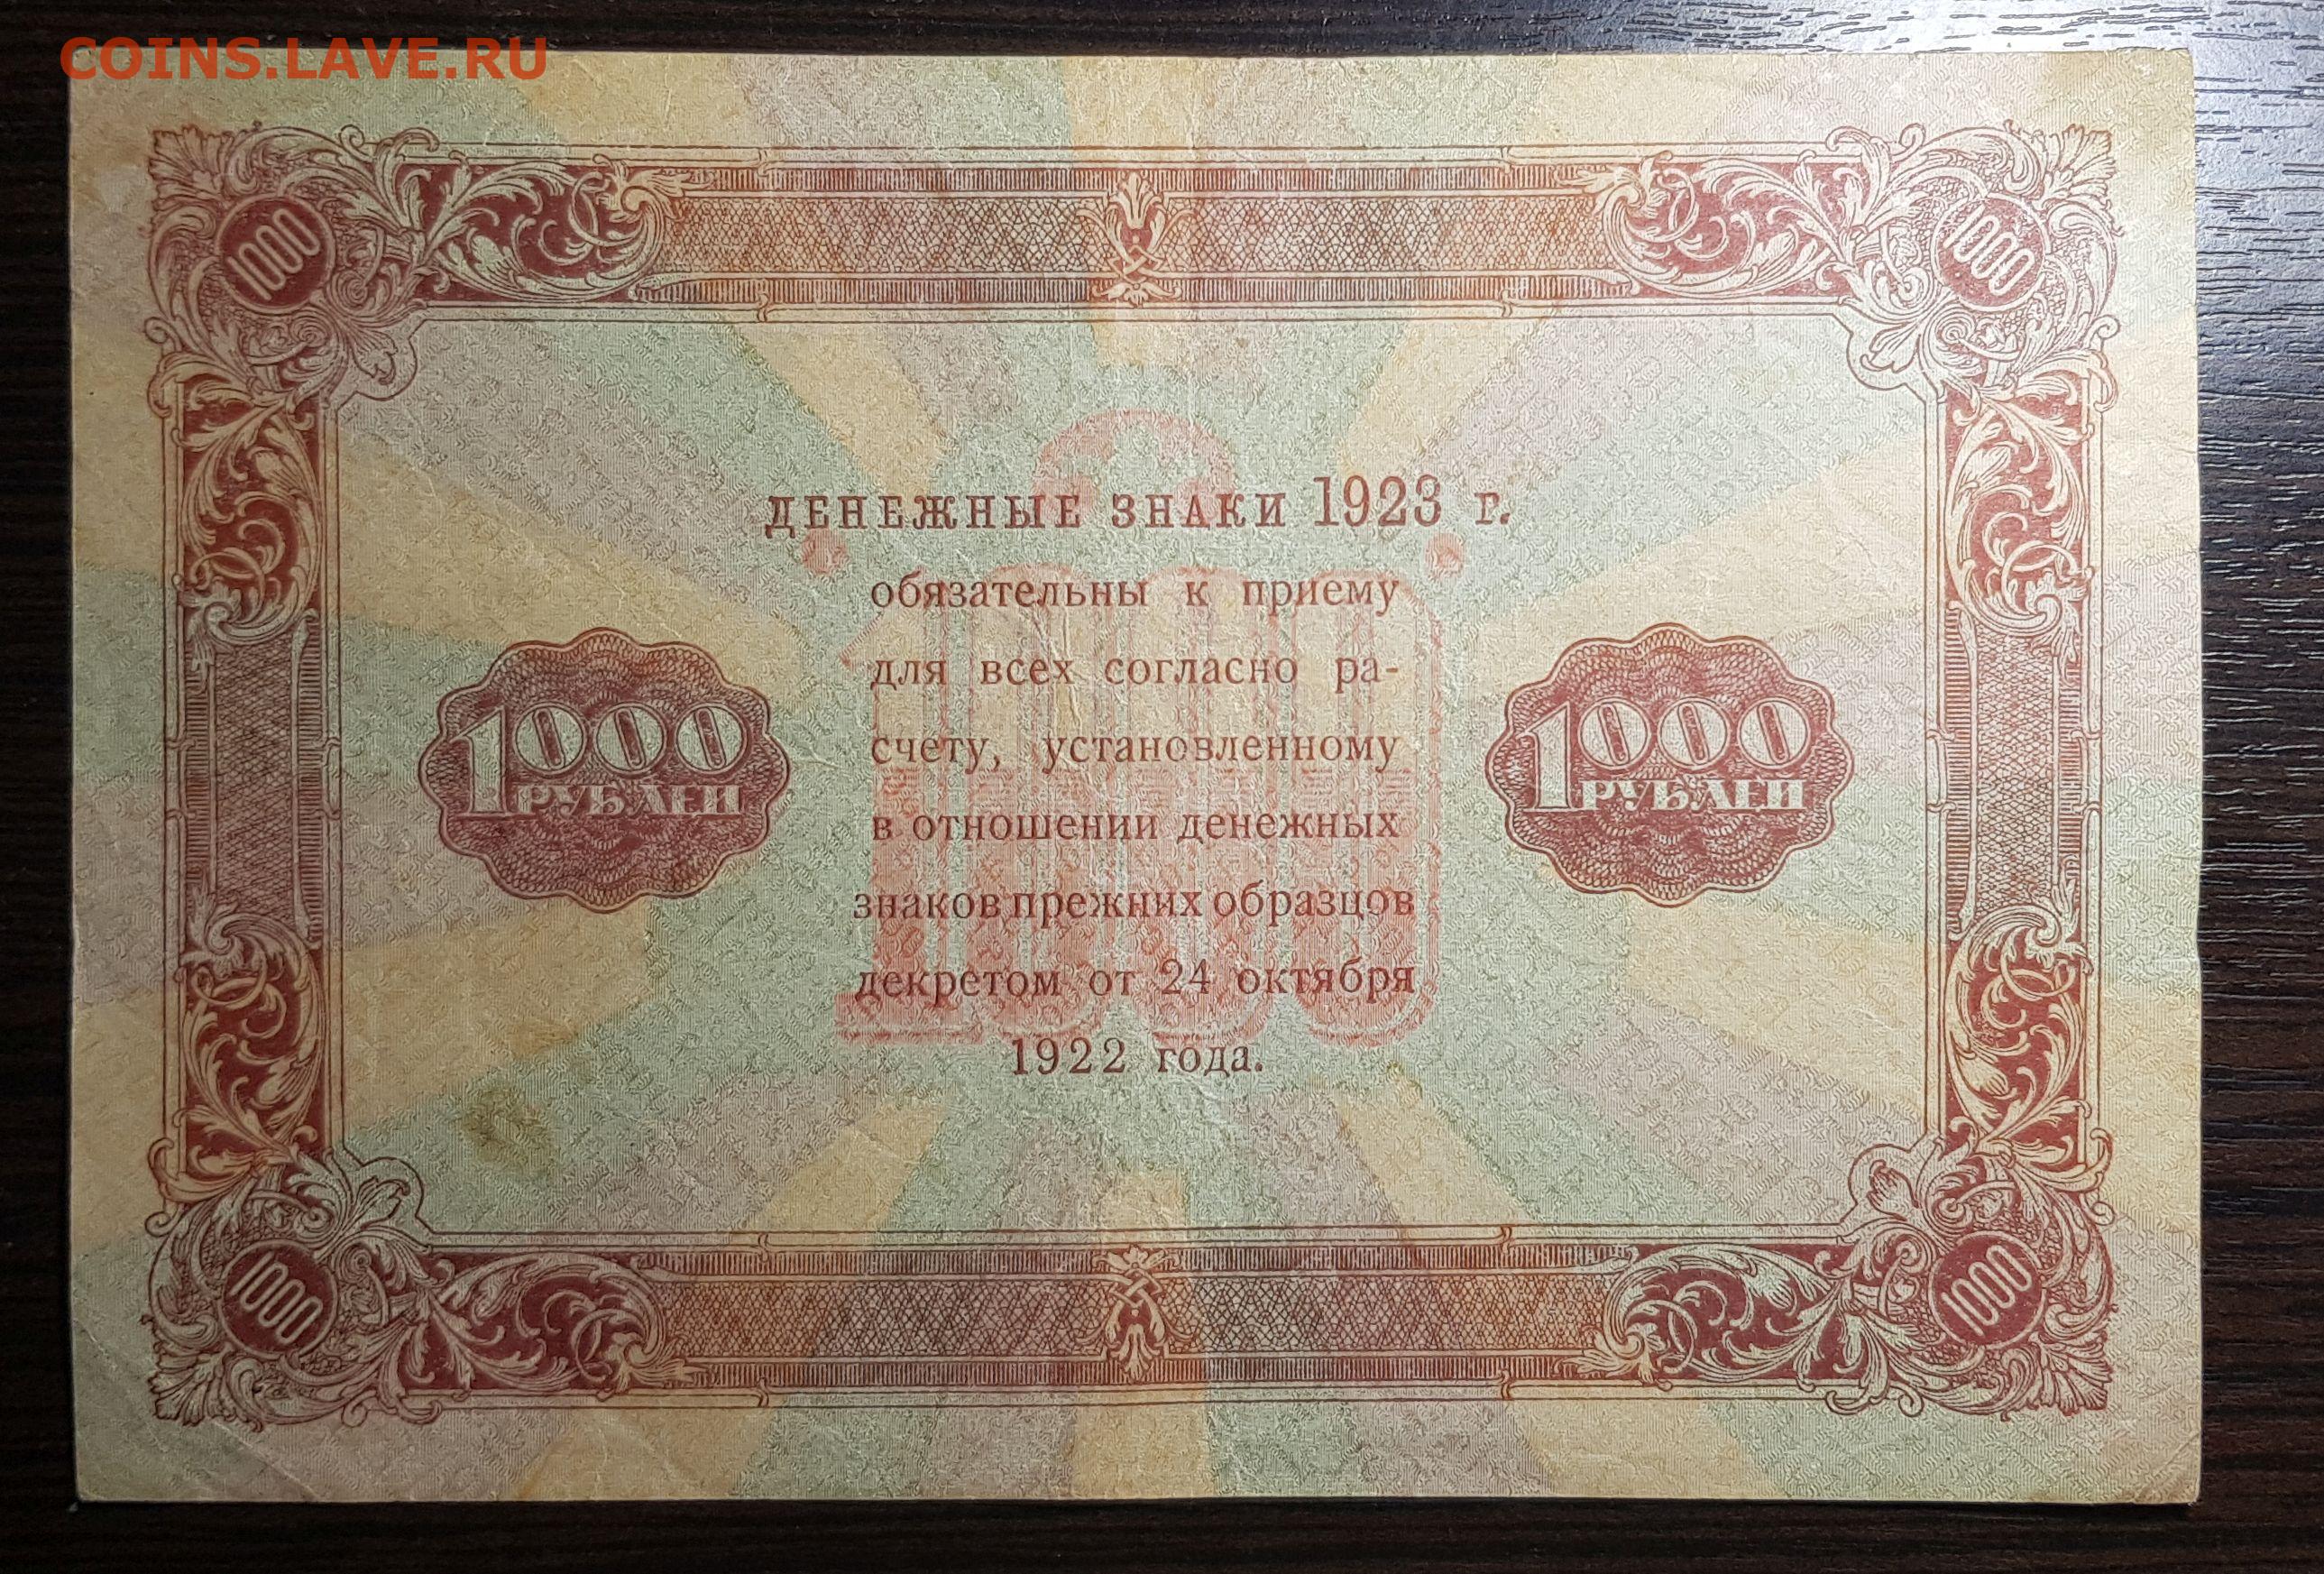 COINS.LAVE.RU
1000
1000
ДЕНЕЖНЫЕ ЗНАКИ 1923 г.
обязательны к приему
для всех согласно ра-
счету, установленному
в отношении денежных
знаков прежних образцов
декретом от 24 октября
1922 года.
1000
РУБЛЕЙ
1000
РУБЛЕЙ
1000
1000
1000